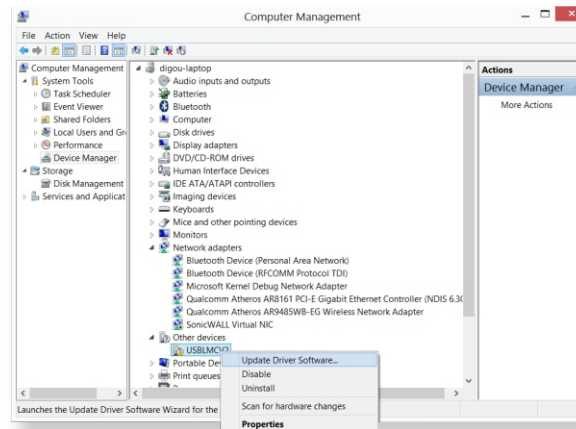 Computer Management
File Action View Help
Computer Management
System Tools
Task Scheduler
Event Viewer
Shared Folders
Local Users and Gr
Performance
Device Manager
Storage
Disk Management
Services and Applicat
digou-laptop
Audio inputs and outputs
Batteries
Bluetooth
Computer
Disk drives
Display adapters
DVD/CD-ROM drives
Human Interface Devices
IDE ATA/ATAPI controllers
Imaging devices
Keyboards
Mice and other pointing devices
Monitors
Network adapters
Bluetooth Device (Personal Area Network)
Bluetooth Device (RFCOMM Protocol TDI)
Microsoft Kernel Debug Network Adapter
Qualcomm Atheros AR8161 PCI-E Gigabit Ethernet Controller (NDIS 6.30
Qualcomm Atheros AR9485WB-EG Wireless Network Adapter
SonicWALL Virtual NIC
Other devices
USBLMCV2
Portable De
Print queues
Actions
Device Manager
More Actions
Update Driver Software...
Disable
Uninstall
Scan for hardware changes
Properties
Launches the Update Driver Software Wizard for the